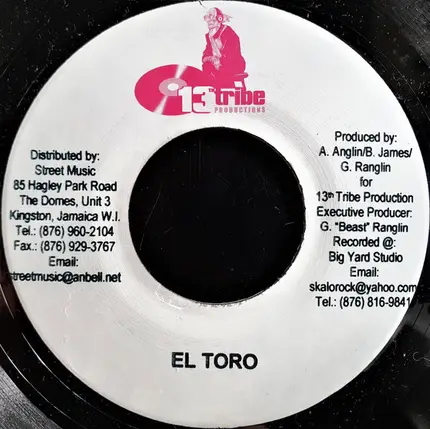 13th tribe
PRODUCTIONS
Distributed by:
Street Music
85 Hagley Park Road
The Domes, Unit 3
Kingston, Jamaica W.I.
Tel.: (876) 960-2104
Fax.: (876) 929-3767
Email:
streetmusic@anbell.net
Produced by:
A. Anglin/B. James/
G. Ranglin
for
13th Tribe Production
Executive Producer:
G. "Beast" Ranglin
Recorded @:
Big Yard Studio
Email:
skalorock@yahoo.com
Tel.: (876) 816-9841
EL TORO